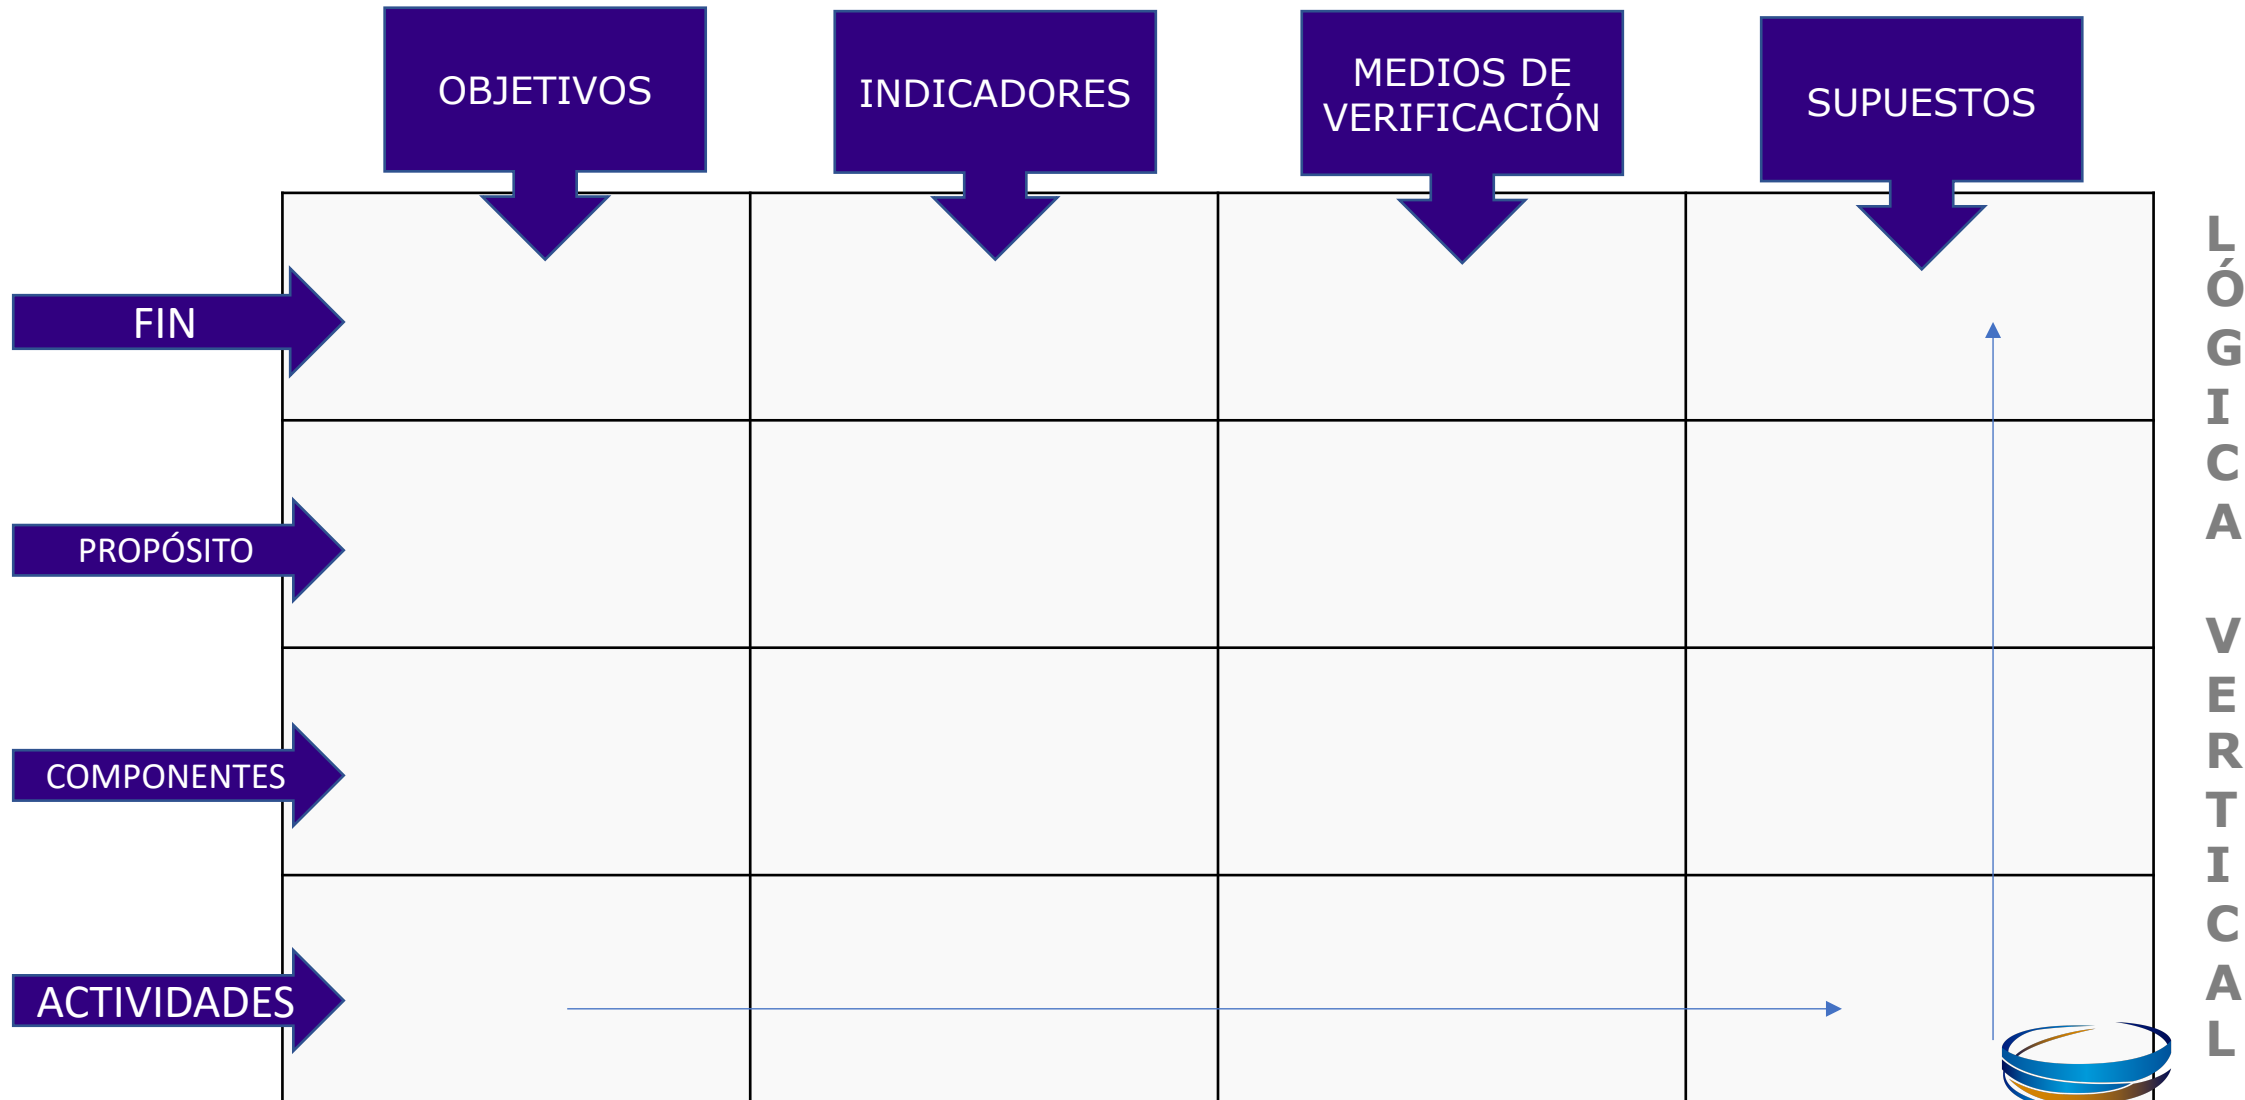 OBJETIVOS
INDICADORES
MEDIOS DE
VERIFICACIÓN
SUPUESTOS
FIN
PROPÓSITO
COMPONENTES
ACTIVIDADES
L
Ó
G
I
C
A
V
E
R
T
I
C
A
L